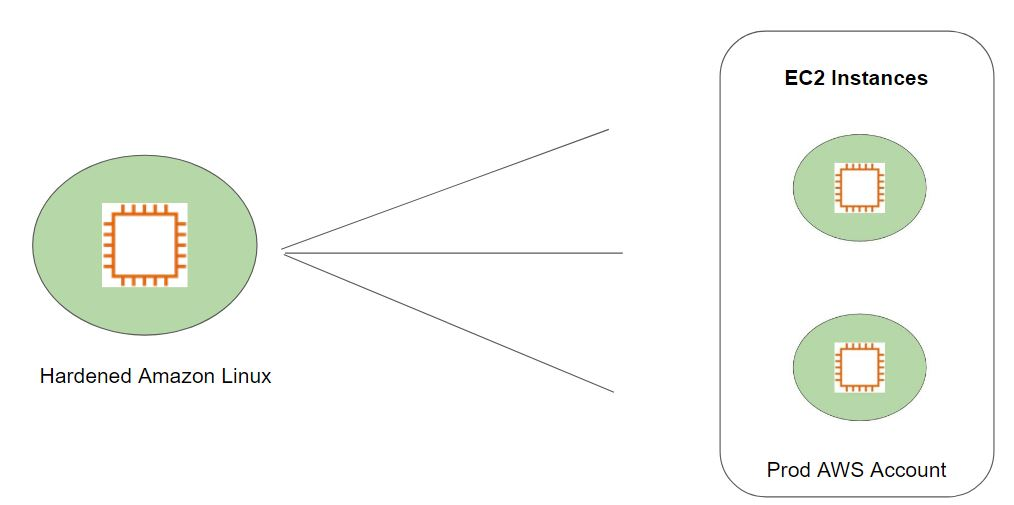 EC2 Instances
Hardened Amazon Linux
Prod AWS Account